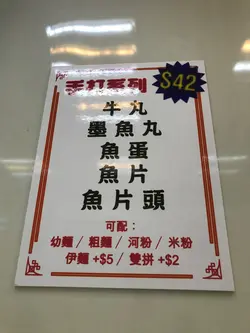 手打系列
$42
牛丸
墨魚丸
魚蛋
魚片
魚片頭
可配：
幼麵 / 粗麵 / 河粉 / 米粉
伊麵 +$5 / 雙拼 +$2